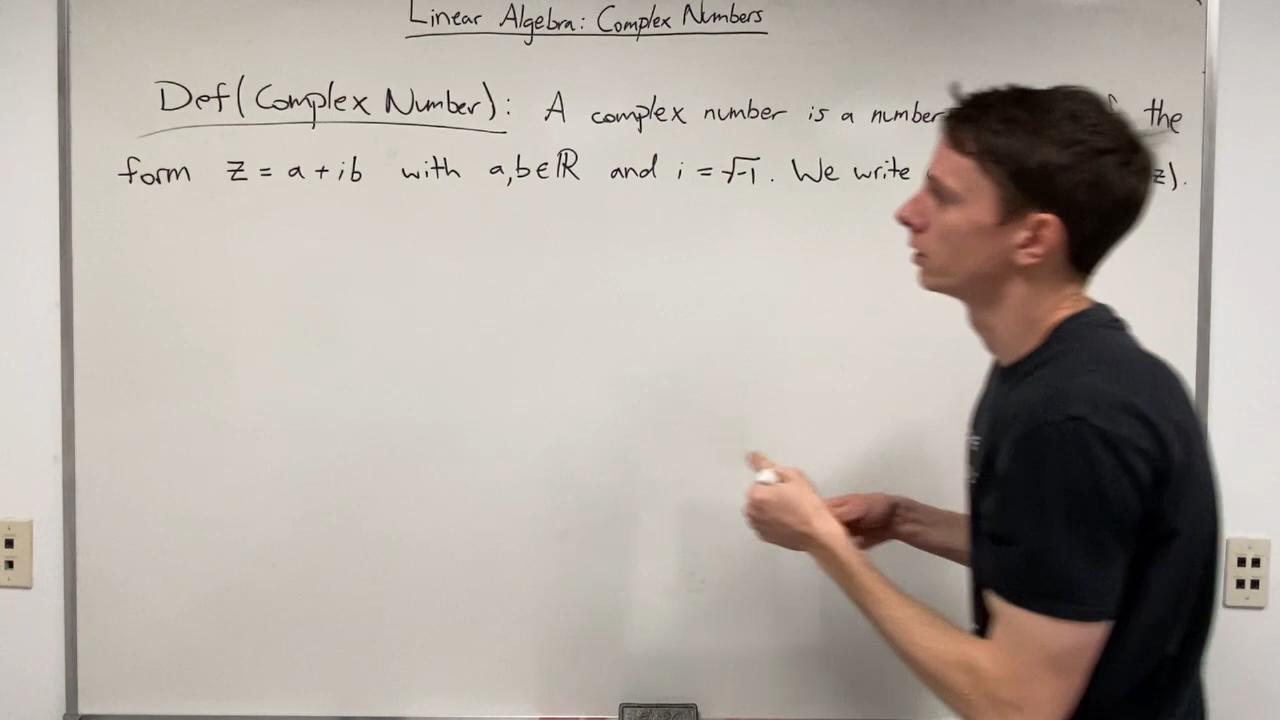 Linear Algebra: Complex Numbers
Def(Complex Number): A complex number is a number the
form z = a + ib with a,b∈ℝ and i = √-1. We write z).